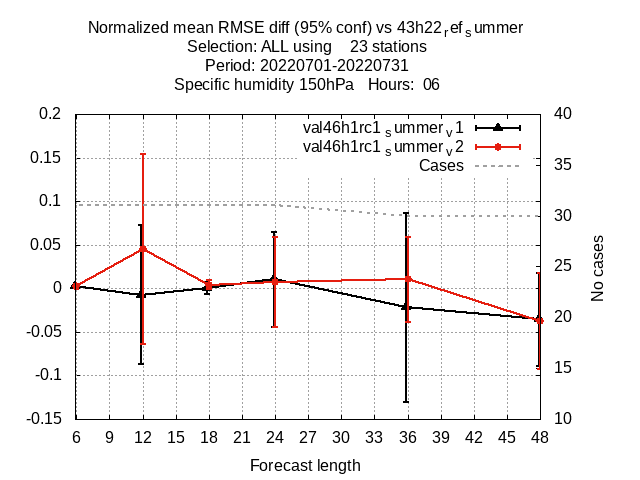 Normalized mean RMSE diff (95% conf) vs 43h22refsummer
Selection: ALL using 23 stations
Period: 20220701-20220731
Specific humidity 150hPa Hours: 06
0.2
0.15
0.1
0.05
0
-0.05
-0.1
-0.15
40
35
30
25
20
15
10
No cases
val46h1rc1summerv1
val46h1rc1summerv2
Cases
6 9 12 15 18 21 24 27 30 33 36 39 42 45 48
Forecast length